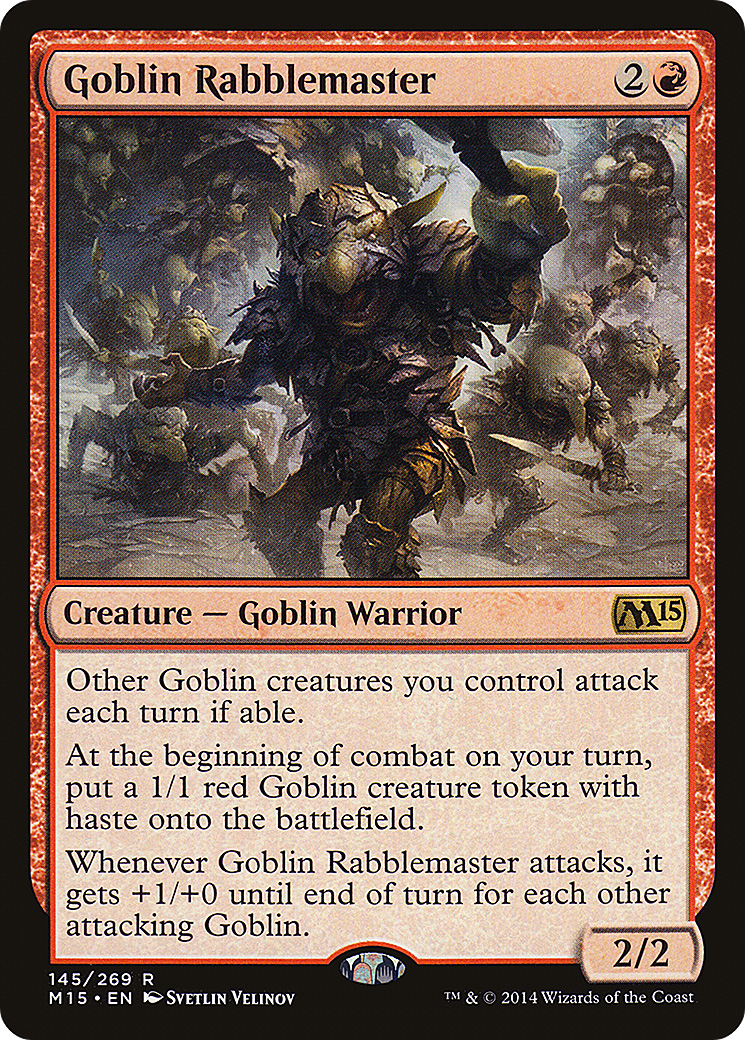 Goblin Rabblemaster 2
Creature — Goblin Warrior M15
Other Goblin creatures you control attack
each turn if able.
At the beginning of combat on your turn,
put a 1/1 red Goblin creature token with
haste onto the battlefield.
Whenever Goblin Rabblemaster attacks, it
gets +1/+0 until end of turn for each other
attacking Goblin.
2/2
145/269 R
M15 • EN Svetlin Velinov
™ & © 2014 Wizards of the Coast